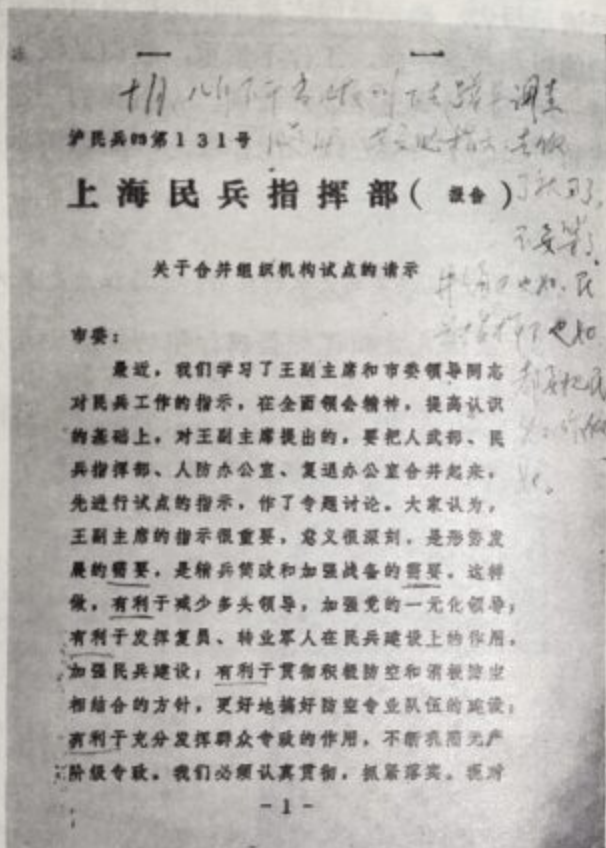 调查
沪民兵四第131号
上海民兵指挥部(报告)
关于合并组织机构试点的请示
市委：
最近，我们学习了王副主席和市委领导同志
对民兵工作的指示，在全面领会精神，提高认识
的基础上，对王副主席提出的，要把人武部、民
兵指挥部、人防办公室、复退办公室合并起来，
先进行试点的指示，作了专题讨论。大家认为，
王副主席的指示很重要，意义很深刻，是形势发
展的需要，是精兵简政和加强战备的需要。这样
做，有利于减少多头领导，加强党的一元化领导；
有利于发挥复员、转业军人在民兵建设上的作用，
加强民兵建设；有利于贯彻积极防空和消极防空
相结合的方针，更好地搞好防空专业队伍的建设；
有利于充分发挥群众专政的作用，不断巩固无产
阶级专政。我们必须认真贯彻，抓紧落实。现对
- 1 -